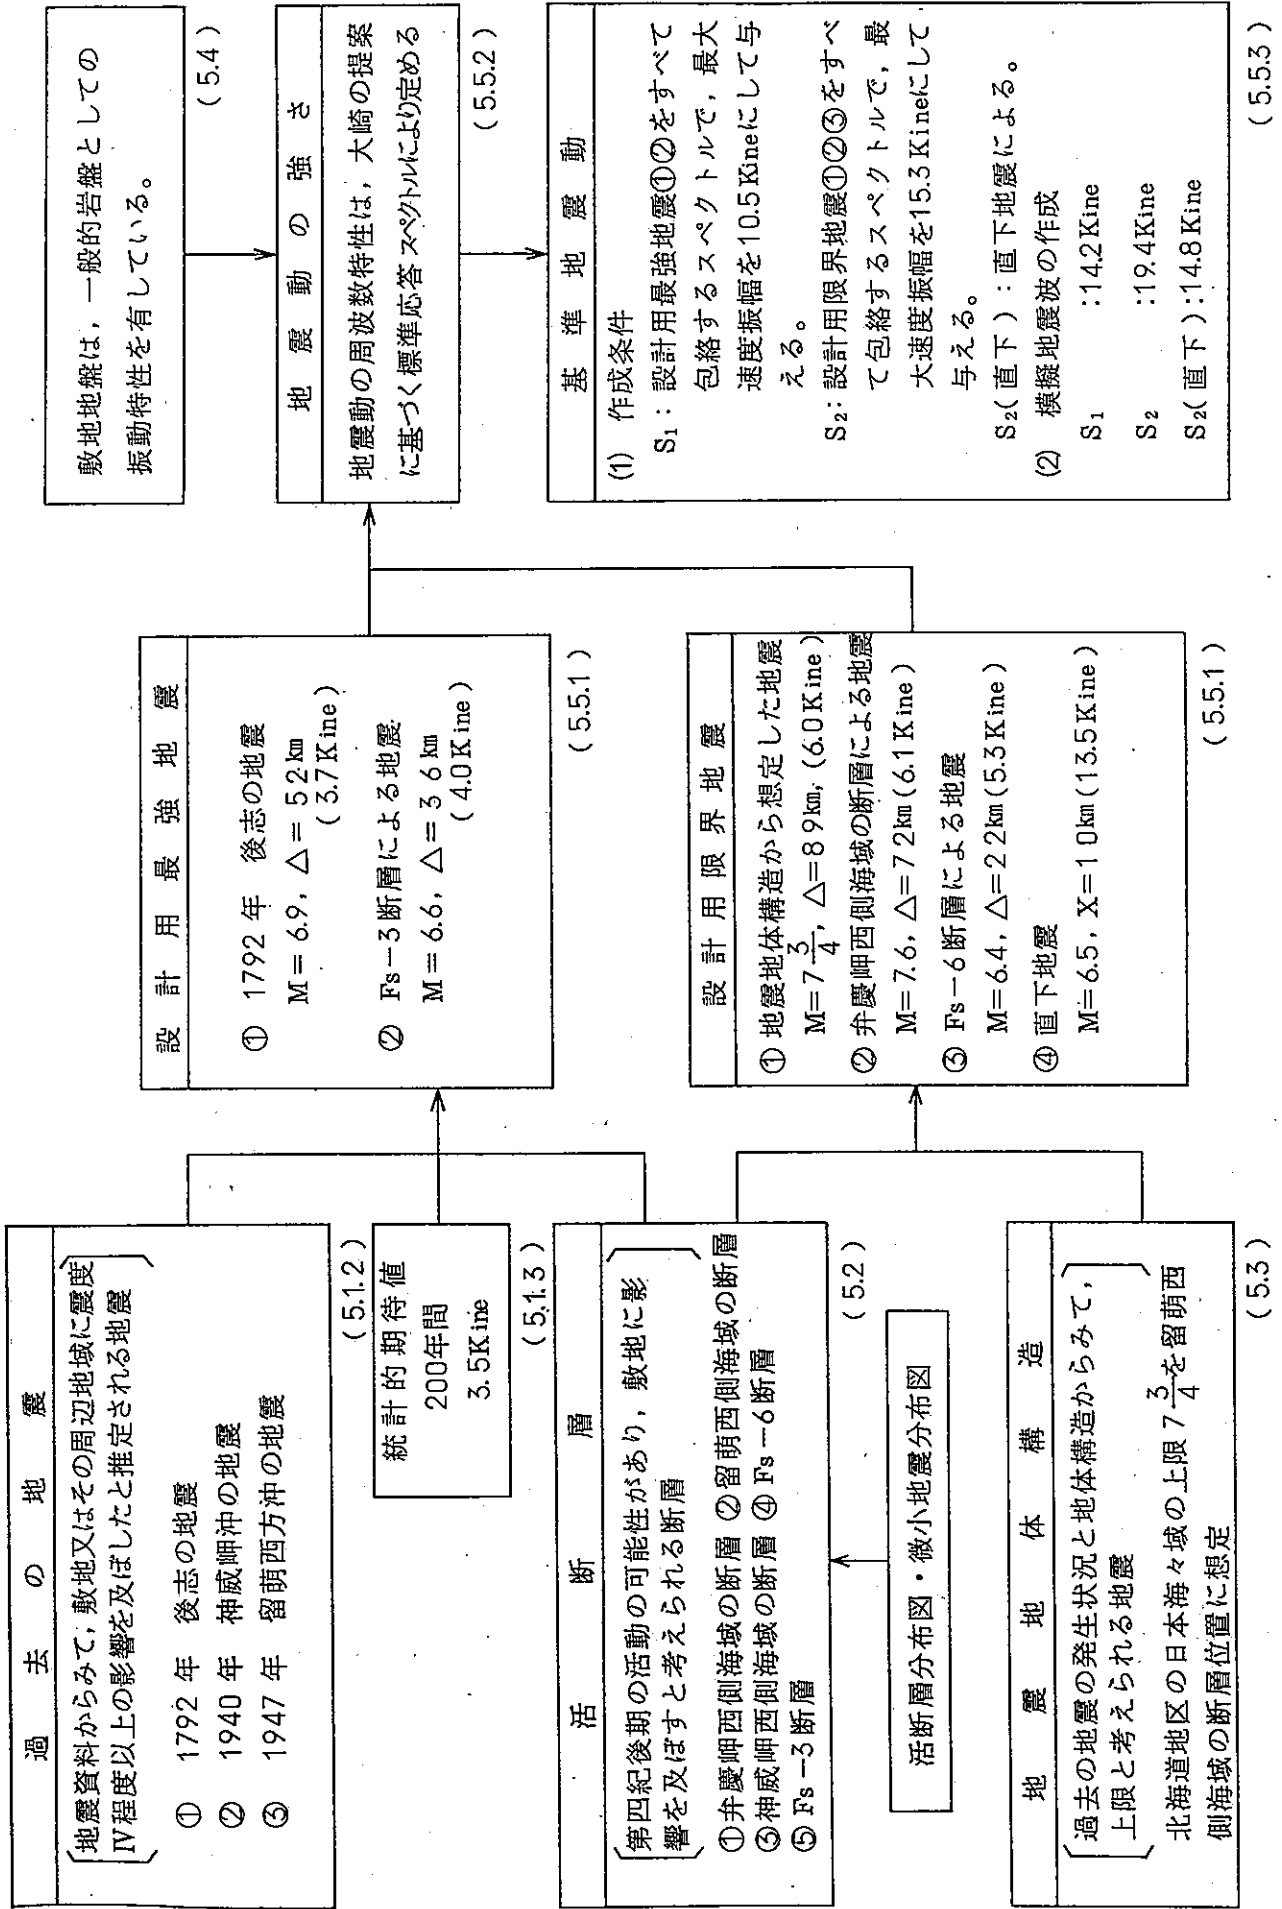 過去の地震
地震資料からみて，敷地又はその周辺地域に震度
Ⅳ程度以上の影響を及ぼしたと推定される地震
① 1792年 後志の地震
② 1940年 神威岬沖の地震
③ 1947年 留萌西方沖の地震
(5.1.2)
統計的期待値
200年間
3.5Kine
(5.1.3)
活断層
第四紀後期の活動の可能性があり，敷地に影
響を及ぼすと考えられる断層
①弁慶岬西側海域の断層 ②留萌西側海域の断層
③神威岬西側海域の断層 ④Fs－6断層
⑤Fs－3断層
(5.2)
活断層分布図・微小地震分布図
地震地体構造
過去の地震の発生状況と地体構造からみて，
上限と考えられる地震
北海道地区の日本海々域の上限7 3/4を留萌西
側海域の断層位置に想定
(5.3)
設計用最強地震
① 1792年 後志の地震
M＝6.9，△＝52km
(3.7Kine)
② Fs－3断層による地震
M＝6.6，△＝36km
(4.0Kine)
(5.5.1)
設計用限界地震
①地震地体構造から想定した地震
M＝7 3/4，△＝89km，(6.0Kine)
②弁慶岬西側海域の断層による地震
M＝7.6，△＝72km(6.1Kine)
③Fs－6断層による地震
M＝6.4，△＝22km(5.3Kine)
④直下地震
M＝6.5，X＝10km(13.5Kine)
(5.5.1)
敷地地盤は，一般的岩盤としての
振動特性を有している。
(5.4)
地震動の強さ
地震動の周波数特性は，大崎の提案
に基づく標準応答スペクトルにより定める
(5.5.2)
基準地震動
(1) 作成条件
S₁：設計用最強地震①②をすべて
包絡するスペクトルで，最大
速度振幅を10.5Kineにして与
える。
S₂：設計用限界地震①②③をすべ
て包絡するスペクトルで，最
大速度振幅を15.3Kineにして
与える。
S₂(直下)：直下地震による。
(2) 模擬地震波の作成
S₁ :14.2Kine
S₂ :19.4Kine
S₂(直下):14.8Kine
(5.5.3)